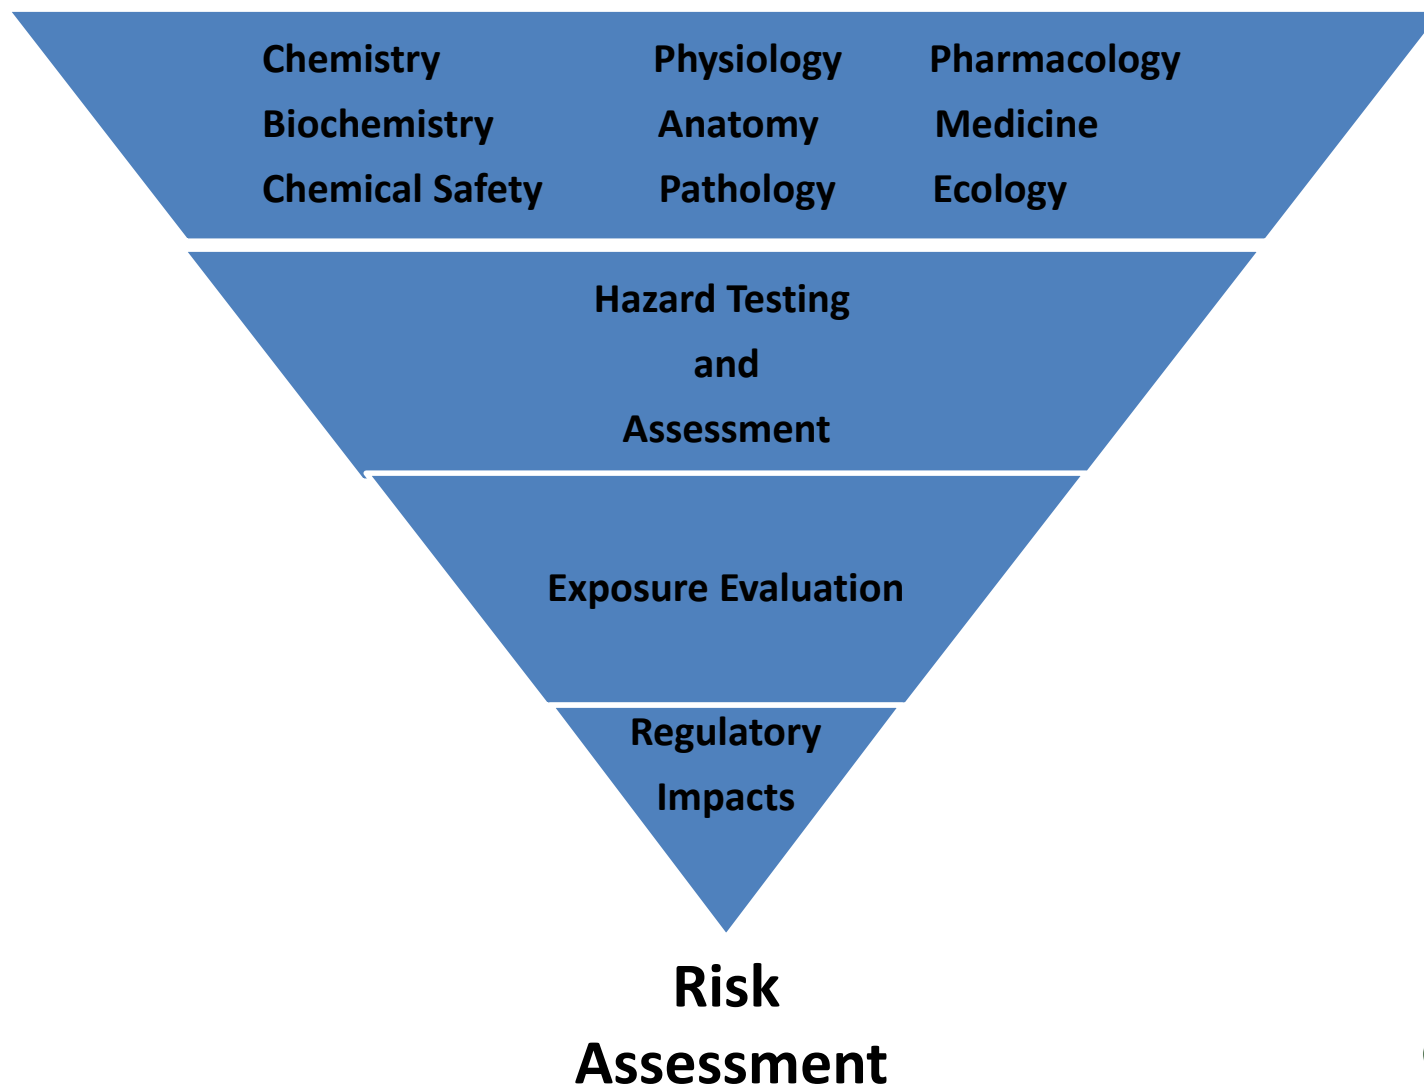 Chemistry Physiology Pharmacology
Biochemistry Anatomy Medicine
Chemical Safety Pathology Ecology
Hazard Testing
and
Assessment
Exposure Evaluation
Regulatory
Impacts
Risk
Assessment